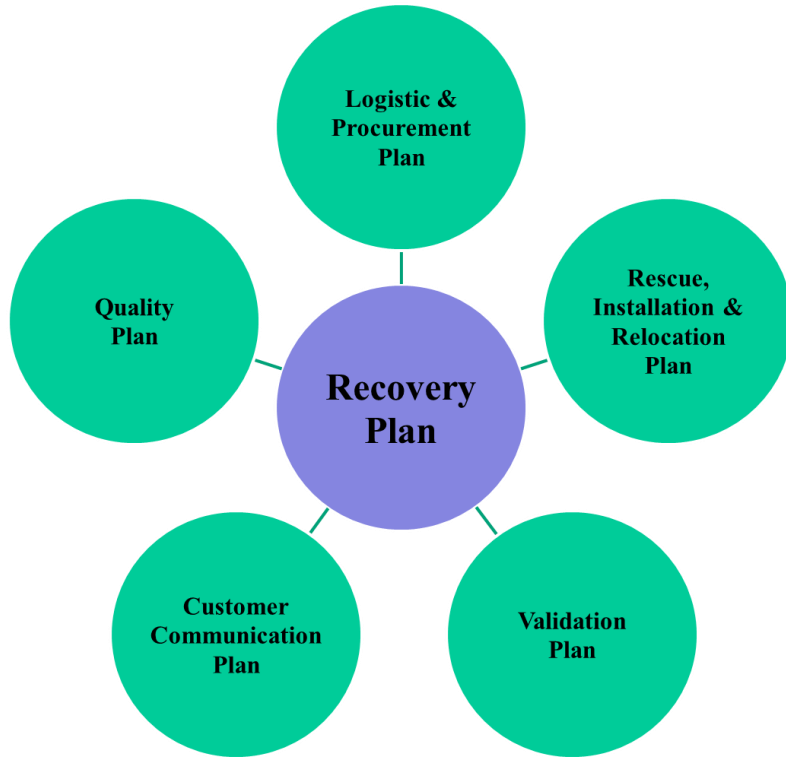 Logistic &
Procurement
Plan
Rescue,
Installation &
Relocation
Plan
Quality
Plan
Recovery
Plan
Customer
Communication
Plan
Validation
Plan